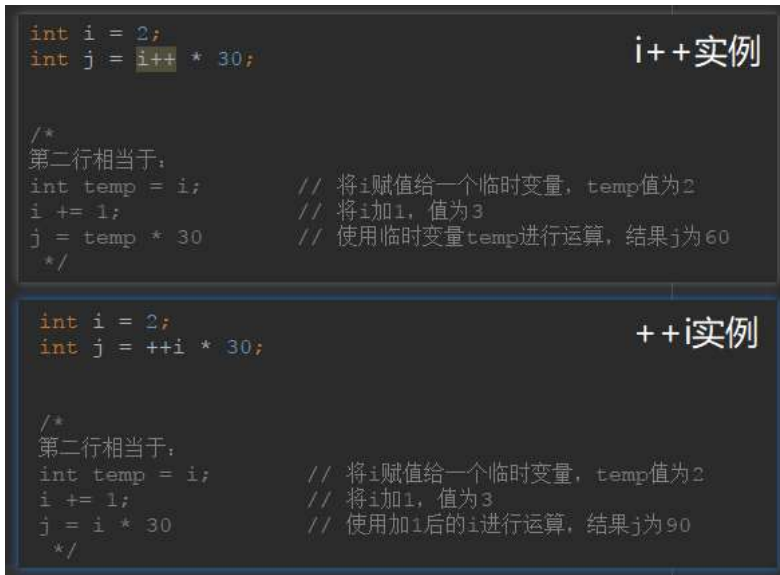 int i = 2;
int j = i++ * 30;
i++实例
/*
第二行相当于:
int temp = i; // 将i赋值给一个临时变量, temp值为2
i += 1; // 将i加1, 值为3
j = temp * 30 // 使用临时变量temp进行运算, 结果j为60
*/
int i = 2;
int j = ++i * 30;
++i实例
/*
第二行相当于:
int temp = i; // 将i赋值给一个临时变量, temp值为2
i += 1; // 将i加1, 值为3
j = i * 30 // 使用加1后的i进行运算, 结果j为90
*/